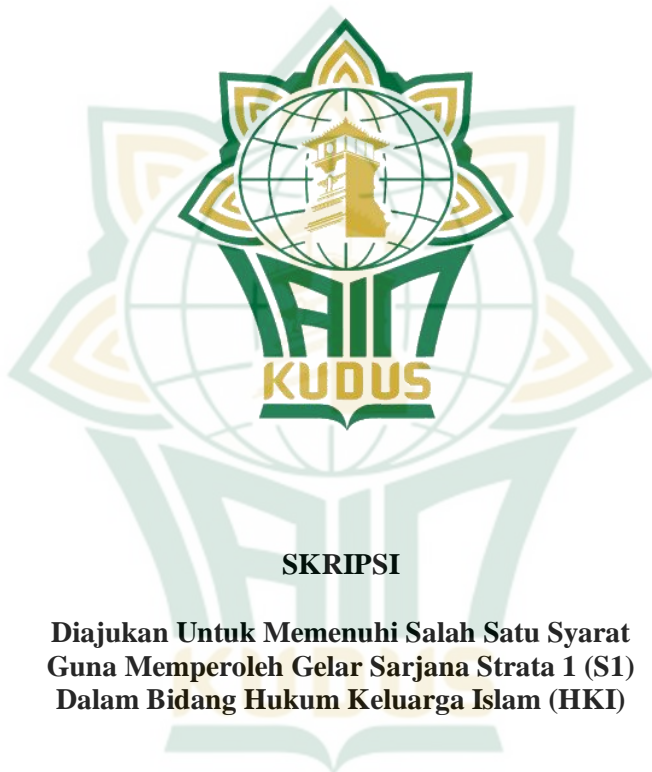 IAIN
KUDUS
SKRIPSI
Diajukan Untuk Memenuhi Salah Satu Syarat
Guna Memperoleh Gelar Sarjana Strata 1 (S1)
Dalam Bidang Hukum Keluarga Islam (HKI)